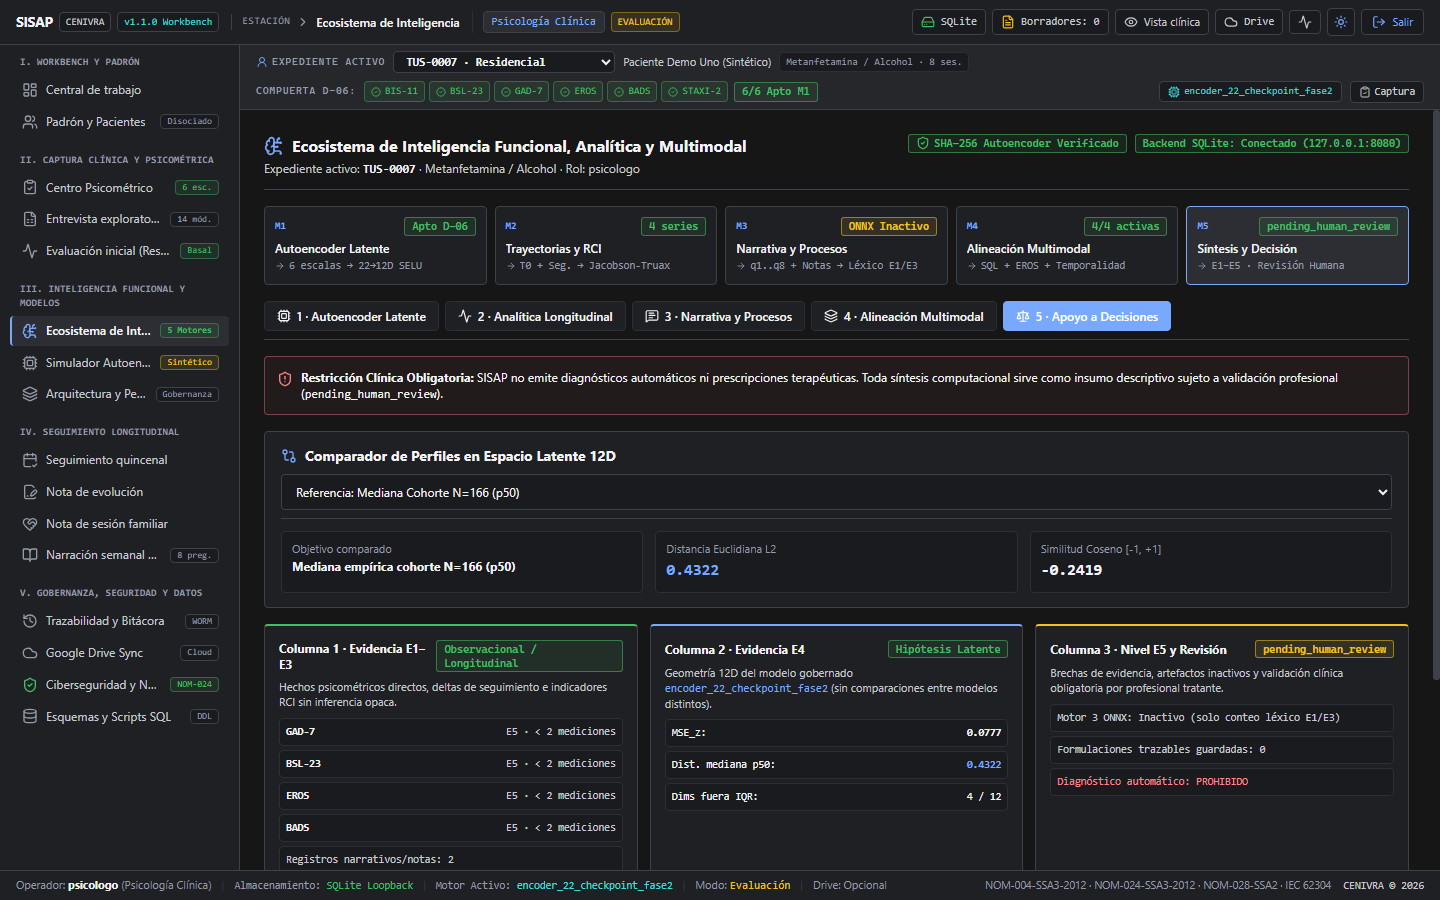 SISAP CENIVRA v1.1.0 Workbench ESTACIÓN > Ecosistema de Inteligencia Psicología Clínica EVALUACIÓN SQLite Borradores: 0 Vista clínica Drive Salir
I. WORKBENCH Y PADRÓN
Central de trabajo
Padrón y Pacientes Disociado
II. CAPTURA CLÍNICA Y PSICOMÉTRICA
Centro Psicométrico 6 esc.
Entrevista explorato... 14 mód.
Evaluación inicial (Res... Basal
III. INTELIGENCIA FUNCIONAL Y
MODELOS
Ecosistema de Int... 5 Motores
Simulador Autoen... Sintético
Arquitectura y Pe... Gobernanza
IV. SEGUIMIENTO LONGITUDINAL
Seguimiento quincenal
Nota de evolución
Nota de sesión familiar
Narración semanal ... 8 preg.
V. GOBERNANZA, SEGURIDAD Y DATOS
Trazabilidad y Bitácora WORM
Google Drive Sync Cloud
Ciberseguridad y N... NOM-024
Esquemas y Scripts SQL DDL
EXPEDIENTE ACTIVO TUS-0007 · Residencial Paciente Demo Uno (Sintético) Metanfetamina / Alcohol · 8 ses.
COMPUERTA D-06: BIS-11 BSL-23 GAD-7 EROS BADS STAXI-2 6/6 Apto M1 encoder_22_checkpoint_fase2 Captura
Ecosistema de Inteligencia Funcional, Analítica y Multimodal SHA-256 Autoencoder Verificado Backend SQLite: Conectado (127.0.0.1:8080)
Expediente activo: TUS-0007 · Metanfetamina / Alcohol · Rol: psicologo
M1 Apto D-06
Autoencoder Latente
→ 6 escalas → 22→12D SELU
M2 4 series
Trayectorias y RCI
→ T0 + Seg. → Jacobson-Truax
M3 ONNX Inactivo
Narrativa y Procesos
→ q1..q8 + Notas → Léxico E1/E3
M4 4/4 activas
Alineación Multimodal
→ SQL + EROS + Temporalidad
M5 pending_human_review
Síntesis y Decisión
→ E1–E5 · Revisión Humana
1 · Autoencoder Latente 2 · Analítica Longitudinal 3 · Narrativa y Procesos 4 · Alineación Multimodal 5 · Apoyo a Decisiones
Restricción Clínica Obligatoria: SISAP no emite diagnósticos automáticos ni prescripciones terapéuticas. Toda síntesis computacional sirve como insumo descriptivo sujeto a validación profesional
(pending_human_review).
Comparador de Perfiles en Espacio Latente 12D
Referencia: Mediana Cohorte N=166 (p50)
Objetivo comparado
Mediana empírica cohorte N=166 (p50)
Distancia Euclidiana L2
0.4322
Similitud Coseno [-1, +1]
-0.2419
Columna 1 · Evidencia E1–
E3
Observacional /
Longitudinal
Hechos psicométricos directos, deltas de seguimiento e indicadores
RCI sin inferencia opaca.
GAD-7 E5 · < 2 mediciones
BSL-23 E5 · < 2 mediciones
EROS E5 · < 2 mediciones
BADS E5 · < 2 mediciones
Registros narrativos/notas: 2
Columna 2 · Evidencia E4 Hipótesis Latente
Geometría 12D del modelo gobernado
encoder_22_checkpoint_fase2 (sin comparaciones entre modelos
distintos).
MSE_z: 0.0777
Dist. mediana p50: 0.4322
Dims fuera IQR: 4 / 12
Columna 3 · Nivel E5 y Revisión pending_human_review
Brechas de evidencia, artefactos inactivos y validación clínica
obligatoria por profesional tratante.
Motor 3 ONNX: Inactivo (solo conteo léxico E1/E3)
Formulaciones trazables guardadas: 0
Diagnóstico automático: PROHIBIDO
Operador: psicologo (Psicología Clínica) Almacenamiento: SQLite Loopback Motor Activo: encoder_22_checkpoint_fase2 Modo: Evaluación Drive: Opcional NOM-004-SSA3-2012 · NOM-024-SSA3-2012 · NOM-028-SSA2 · IEC 62304 CENIVRA © 2026